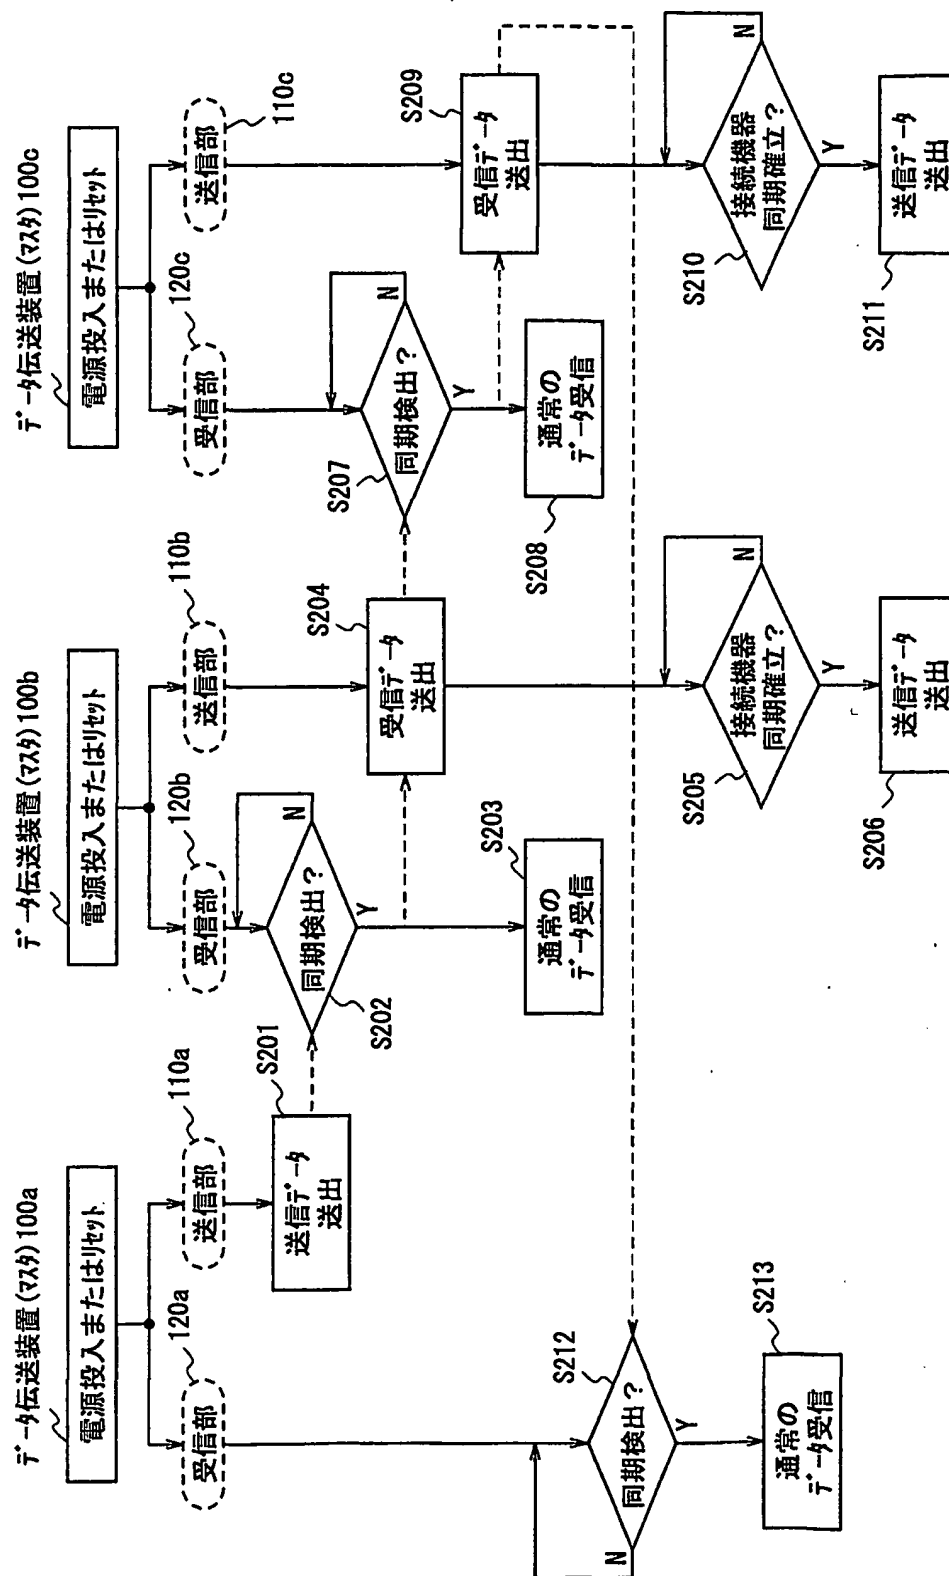 データ伝送装置(マスタ)100a
電源投入またはリセット
120a
受信部
110a
送信部
S201
送信データ
送出
S212
同期検出?
N
Y
S213
通常の
データ受信
データ伝送装置(マスタ)100b
電源投入またはリセット
120b
受信部
110b
送信部
S202
同期検出?
N
Y
S203
通常の
データ受信
S204
受信データ
送出
S205
接続機器
同期確立?
N
Y
S206
送信データ
送出
データ伝送装置(マスタ)100c
電源投入またはリセット
120c
受信部
110c
送信部
S207
同期検出?
N
Y
S208
通常の
データ受信
S209
受信データ
送出
S210
接続機器
同期確立?
N
Y
S211
送信データ
送出